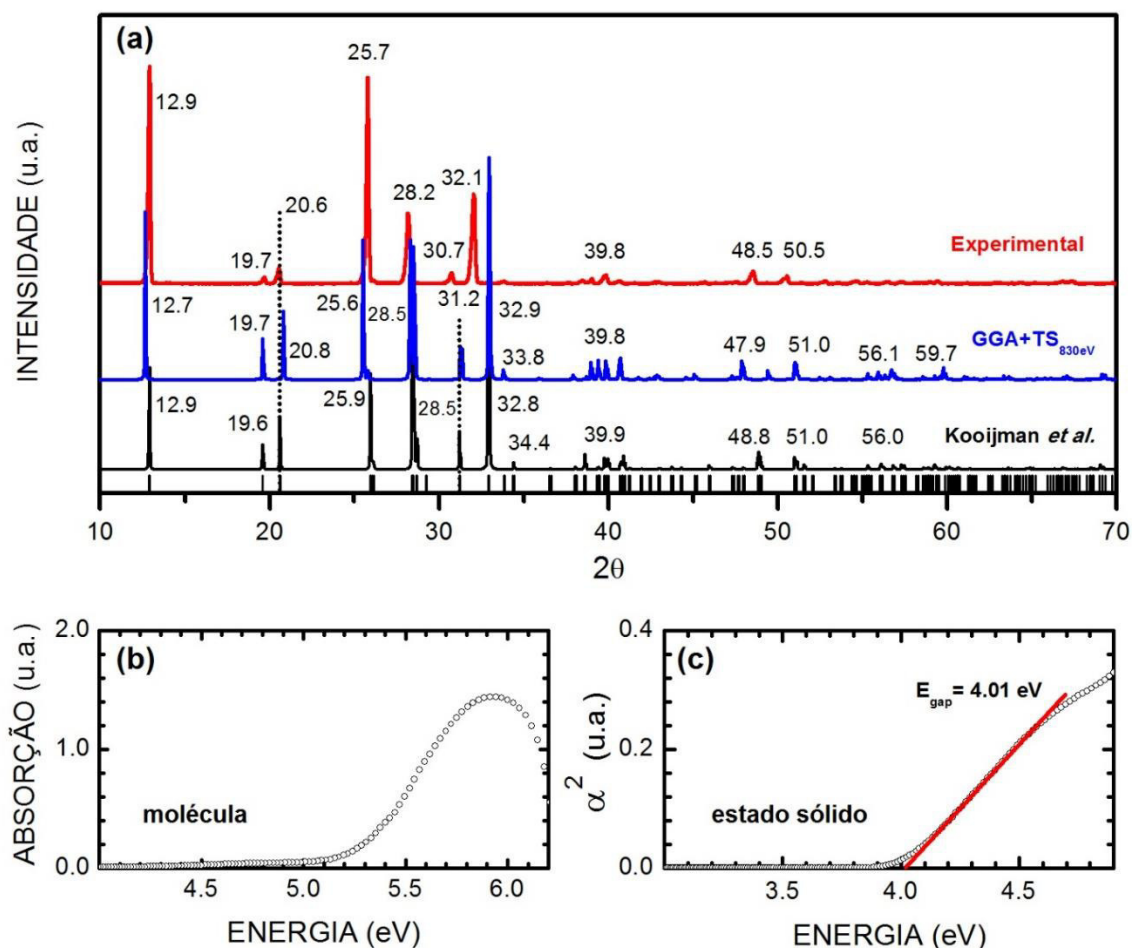 (a)
INTENSIDADE (u.a.)
12.9
19.7
20.6
25.7
28.2
30.7
32.1
39.8
48.5
50.5
Experimental
12.7
19.7
20.8
25.6
28.5
31.2
32.9
33.8
39.8
47.9
51.0
56.1
59.7
GGA+TS830eV
12.9
19.6
25.9
28.5
32.8
34.4
39.9
48.8
51.0
56.0
Kooijman et al.
10 20 30 40 50 60 70
2θ
(b)
ABSORÇÃO (u.a.)
2.0
1.0
0.0
molécula
4.5 5.0 5.5 6.0
ENERGIA (eV)
(c)
α² (u.a.)
0.4
0.2
0.0
Egap = 4.01 eV
estado sólido
3.5 4.0 4.5
ENERGIA (eV)